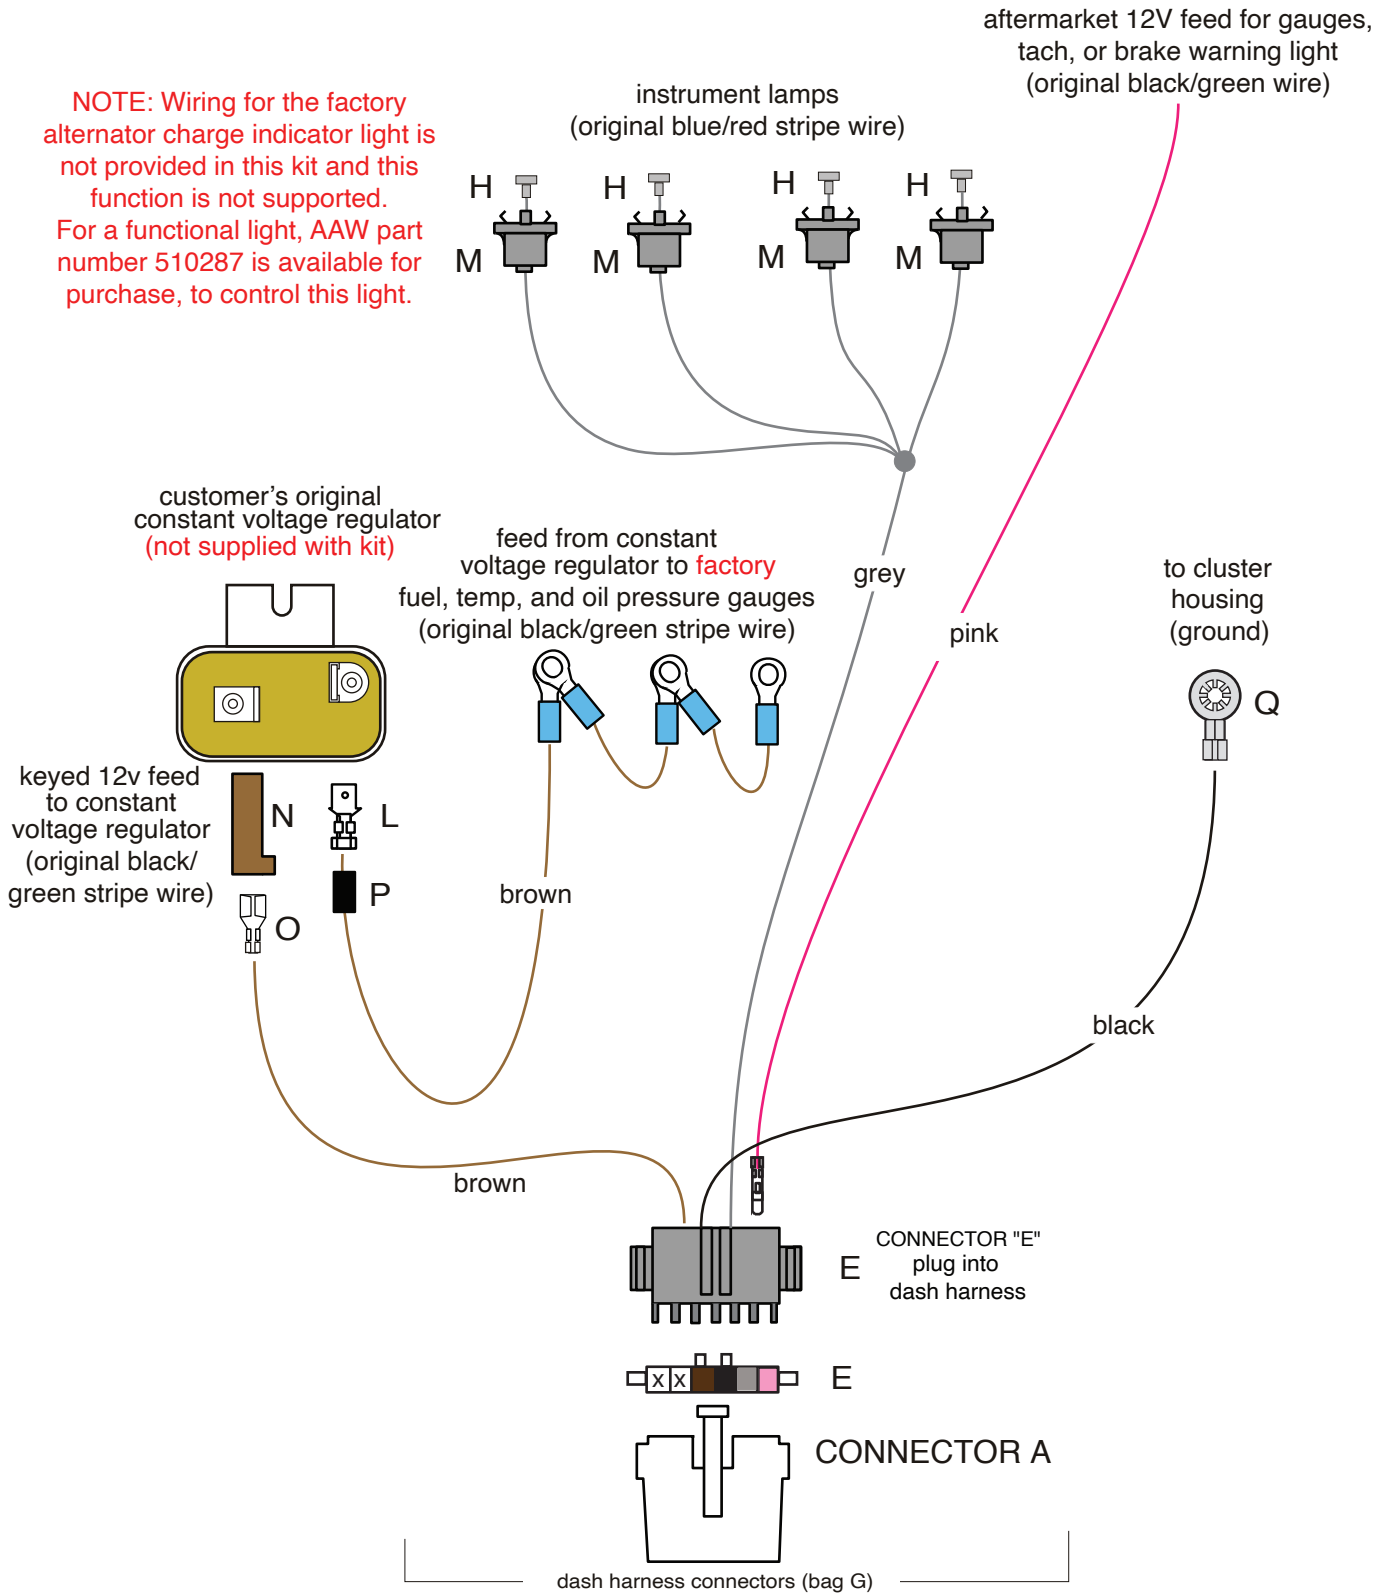 aftermarket 12V feed for gauges,
tach, or brake warning light
(original black/green wire)
NOTE: Wiring for the factory
alternator charge indicator light is
not provided in this kit and this
function is not supported.
For a functional light, AAW part
number 510287 is available for
purchase, to control this light.
instrument lamps
(original blue/red stripe wire)
H
H
H
H
M
M
M
M
customer’s original
constant voltage regulator
(not supplied with kit)
feed from constant
voltage regulator to factory
fuel, temp, and oil pressure gauges
(original black/green stripe wire)
grey
pink
to cluster
housing
(ground)
Q
keyed 12v feed
to constant
voltage regulator
(original black/
green stripe wire)
N
L
P
O
brown
black
brown
E
CONNECTOR "E"
plug into
dash harness
X X
E
CONNECTOR A
dash harness connectors (bag G)